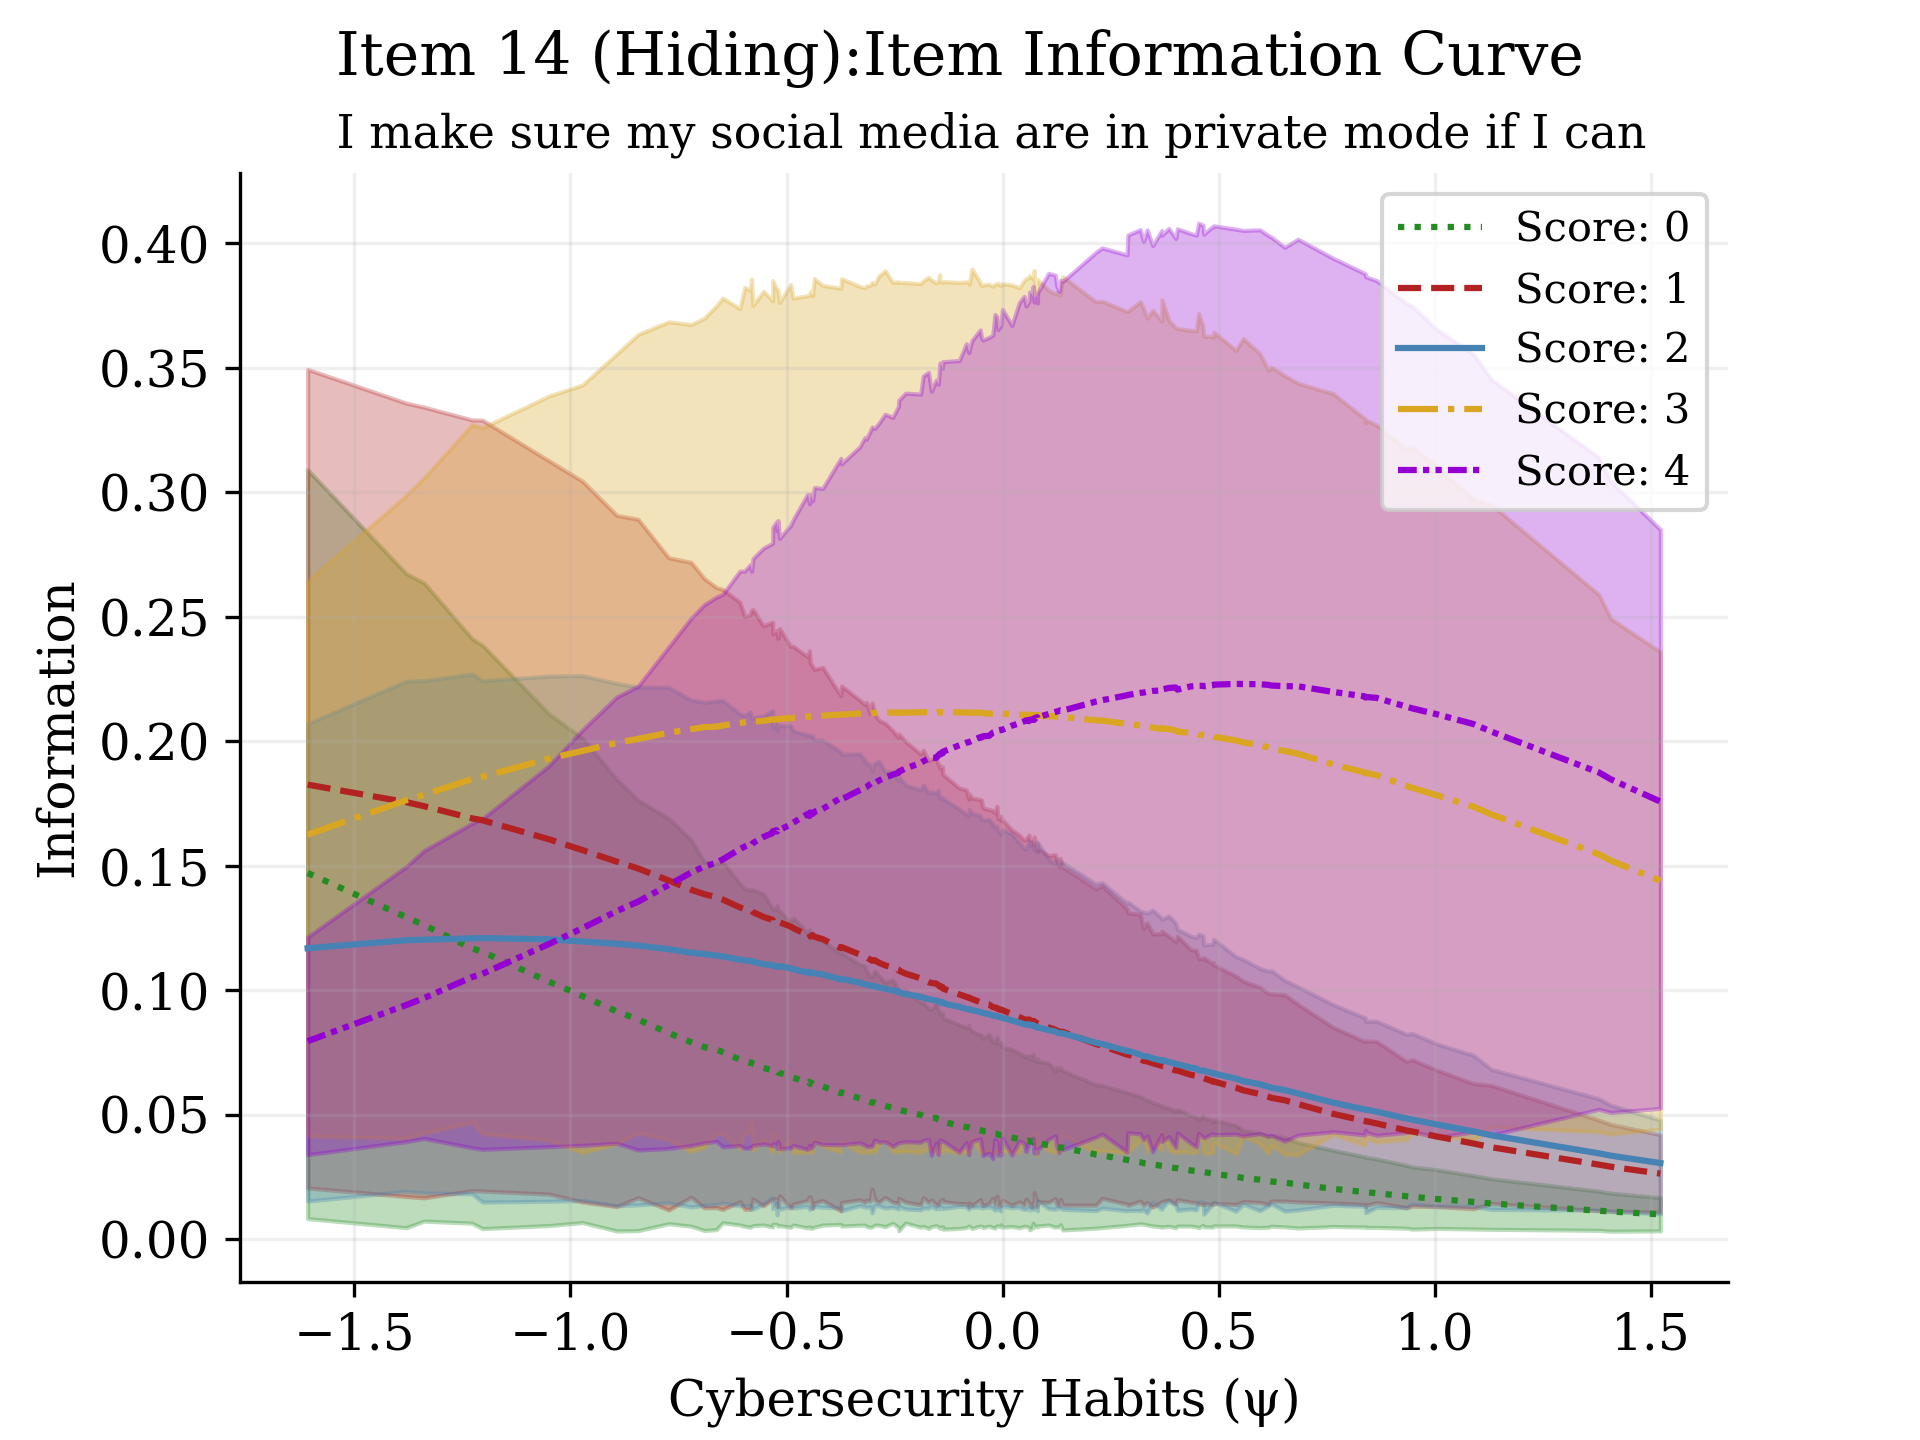 Item 14 (Hiding):Item Information Curve
I make sure my social media are in private mode if I can
Score: 0
Score: 1
Score: 2
Score: 3
Score: 4
Information
0.40
0.35
0.30
0.25
0.20
0.15
0.10
0.05
0.00
−1.5 −1.0 −0.5 0.0 0.5 1.0 1.5
Cybersecurity Habits (ψ)